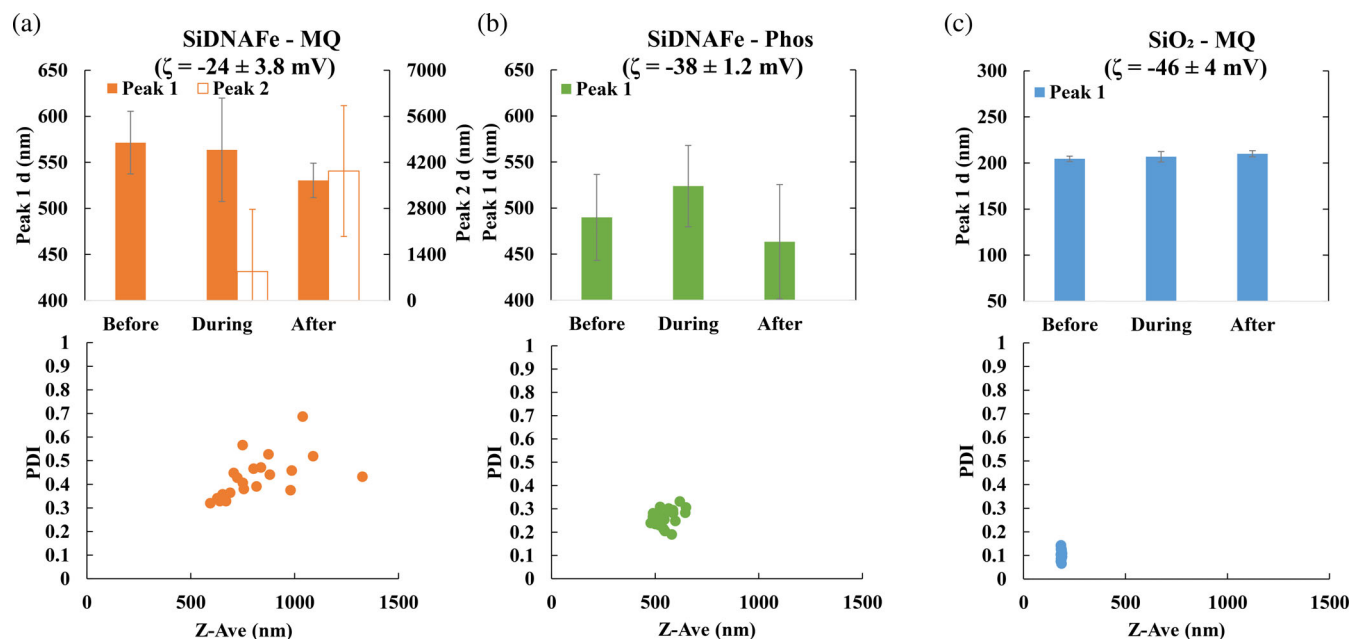 (a)
SiDNAFe - MQ
(ζ = -24 ± 3.8 mV)
Peak 1 Peak 2
Peak 1 d (nm)
650
600
550
500
450
400
Peak 2 d (nm)
7000
5600
4200
2800
1400
0
Before During After
PDI
1
0.9
0.8
0.7
0.6
0.5
0.4
0.3
0.2
0.1
0
0 500 1000 1500
Z-Ave (nm)
(b)
SiDNAFe - Phos
(ζ = -38 ± 1.2 mV)
Peak 1
Peak 1 d (nm)
650
600
550
500
450
400
Before During After
PDI
1
0.9
0.8
0.7
0.6
0.5
0.4
0.3
0.2
0.1
0
0 500 1000 1500
Z-Ave (nm)
(c)
SiO₂ - MQ
(ζ = -46 ± 4 mV)
Peak 1
Peak 1 d (nm)
300
250
200
150
100
50
Before During After
PDI
1
0.9
0.8
0.7
0.6
0.5
0.4
0.3
0.2
0.1
0
0 500 1000 1500
Z-Ave (nm)